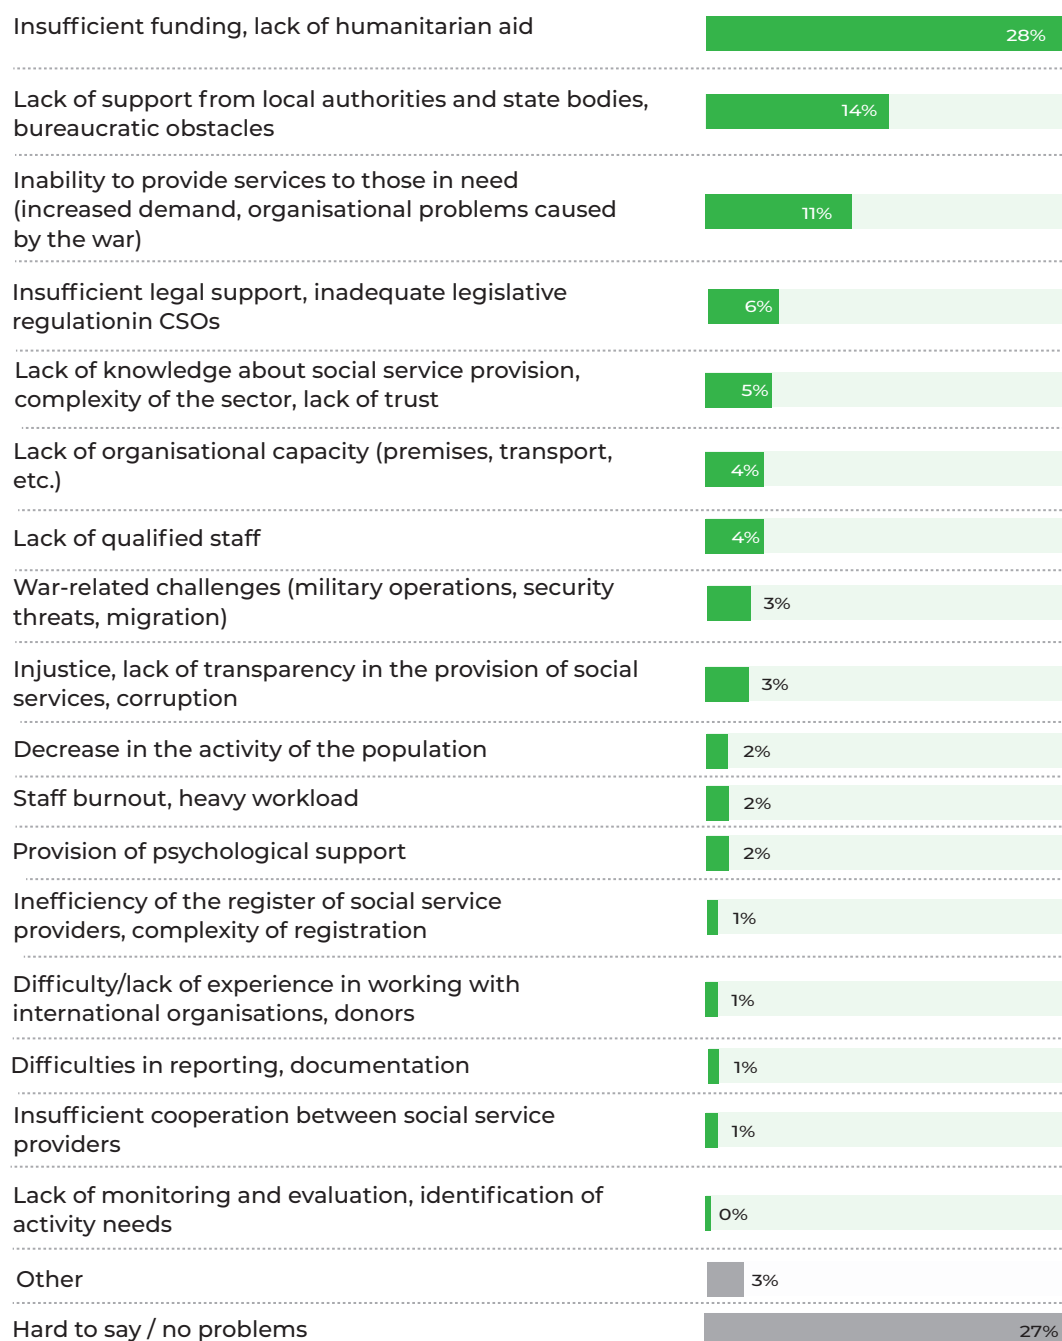 Insufficient funding, lack of humanitarian aid
28%
Lack of support from local authorities and state bodies,
bureaucratic obstacles
14%
Inability to provide services to those in need
(increased demand, organisational problems caused
by the war)
11%
Insufficient legal support, inadequate legislative
regulationin CSOs
6%
Lack of knowledge about social service provision,
complexity of the sector, lack of trust
5%
Lack of organisational capacity (premises, transport,
etc.)
4%
Lack of qualified staff
4%
War-related challenges (military operations, security
threats, migration)
3%
Injustice, lack of transparency in the provision of social
services, corruption
3%
Decrease in the activity of the population
2%
Staff burnout, heavy workload
2%
Provision of psychological support
2%
Inefficiency of the register of social service
providers, complexity of registration
1%
Difficulty/lack of experience in working with
international organisations, donors
1%
Difficulties in reporting, documentation
1%
Insufficient cooperation between social service
providers
1%
Lack of monitoring and evaluation, identification of
activity needs
0%
Other
3%
Hard to say / no problems
27%